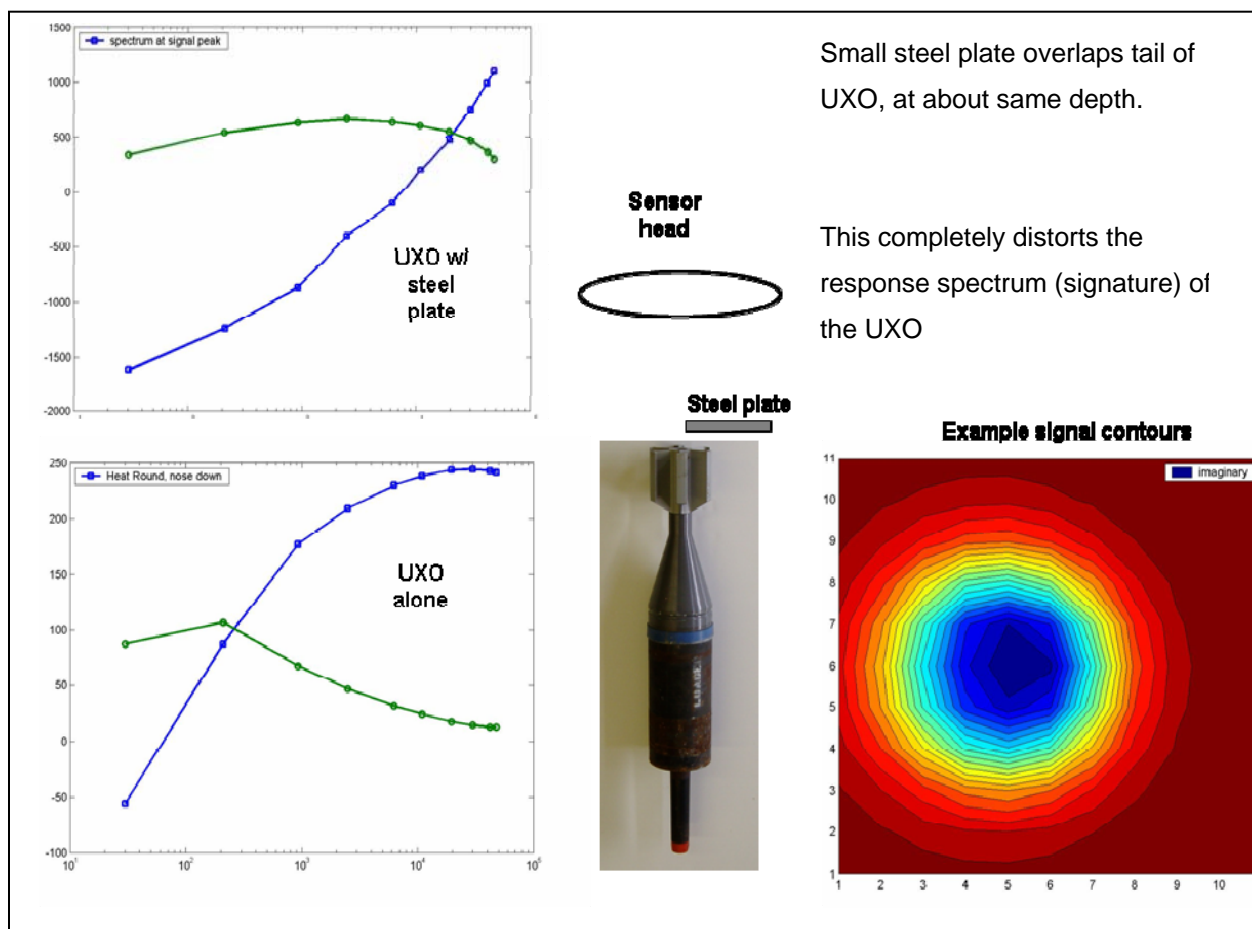 1500
spectrum at signal peak
1000
500
0
-500
-1000
-1500
-2000
UXO w/
steel
plate
Sensor
head
Small steel plate overlaps tail of
UXO, at about same depth.
This completely distorts the
response spectrum (signature) of
the UXO
250
Heat Round, nose down
200
150
100
50
0
-50
-100
10¹
10²
10³
10⁴
10⁵
UXO
alone
Steel plate
Example signal contours
imaginary
11
10
9
8
7
6
5
4
3
2
1
1 2 3 4 5 6 7 8 9 10